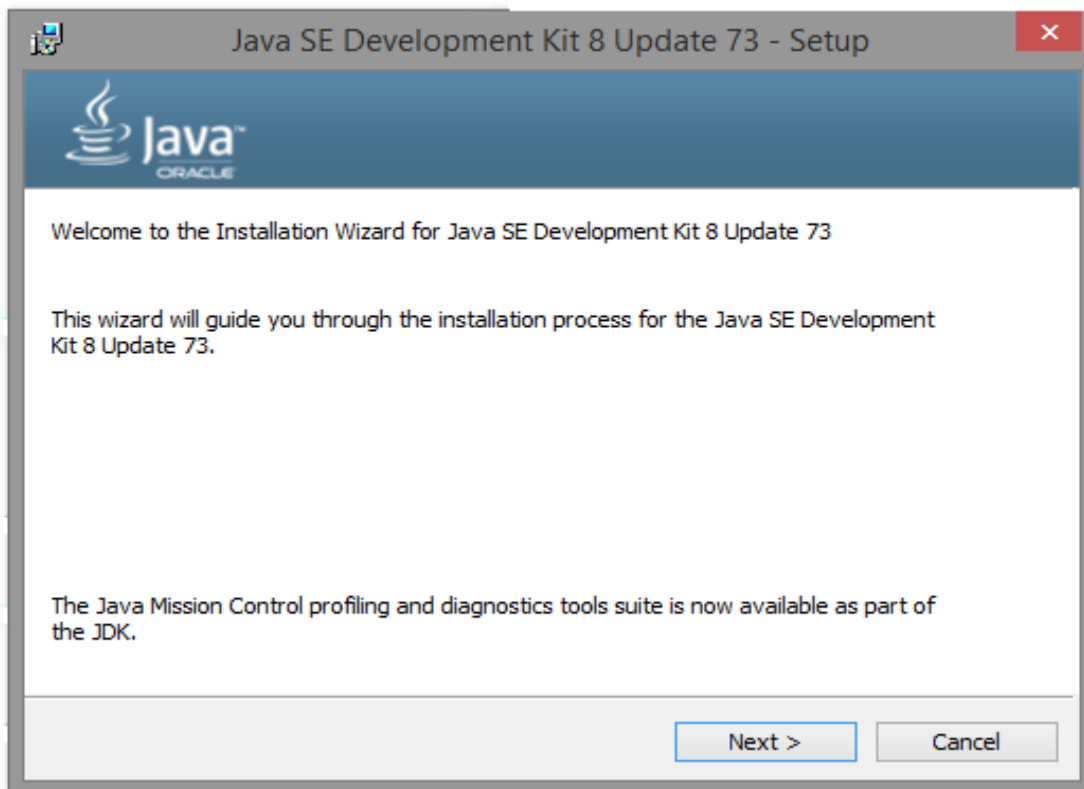 Java SE Development Kit 8 Update 73 - Setup
Java™
ORACLE
Welcome to the Installation Wizard for Java SE Development Kit 8 Update 73
This wizard will guide you through the installation process for the Java SE Development
Kit 8 Update 73.
The Java Mission Control profiling and diagnostics tools suite is now available as part of
the JDK.
Next >
Cancel